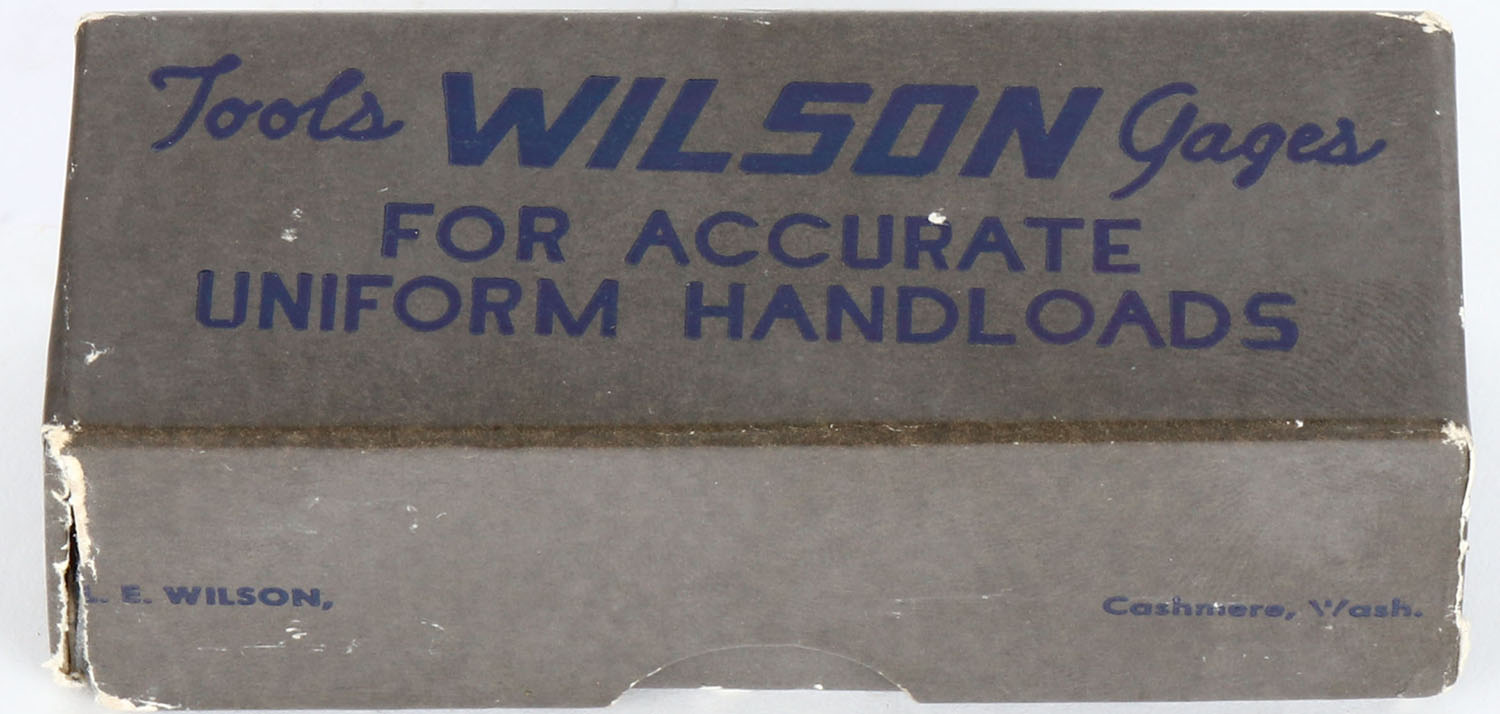 Tools WILSON Gages
FOR ACCURATE
UNIFORM HANDLOADS
L. E. WILSON, Cashmere, Wash.